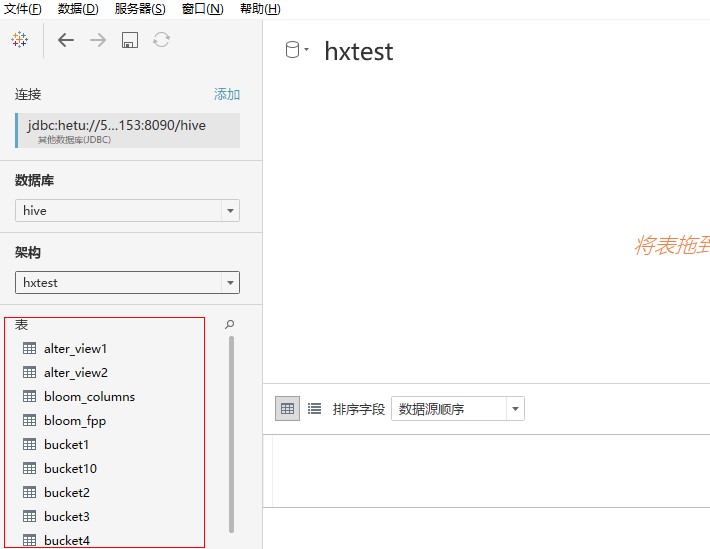 文件(F) 数据(D) 服务器(S) 窗口(N) 帮助(H)
hxtest
连接 添加
jdbc:hetu://5...153:8090/hive
其他数据库(JDBC)
数据库
hive
架构
hxtest
将表拖到
表
alter_view1
alter_view2
bloom_columns
bloom_fpp
bucket1
bucket10
bucket2
bucket3
bucket4
排序字段 数据源顺序